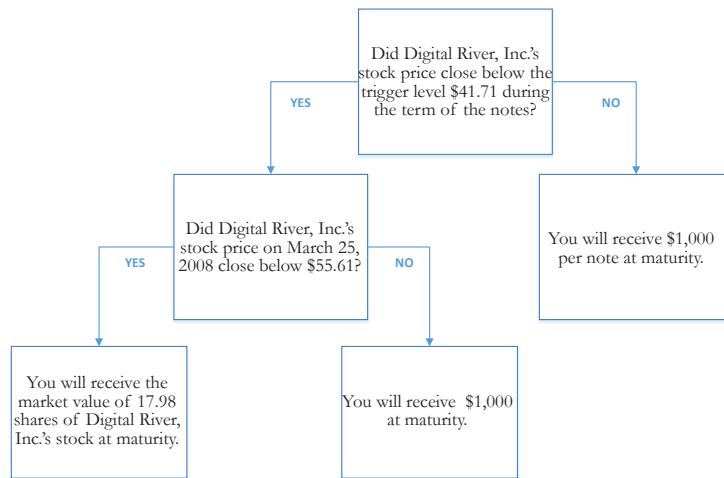 Did Digital River, Inc.'s
stock price close below the
trigger level $41.71 during
the term of the notes?
YES
NO
Did Digital River, Inc.'s
stock price on March 25,
2008 close below $55.61?
You will receive $1,000
per note at maturity.
YES
NO
You will receive the
market value of 17.98
shares of Digital River,
Inc.'s stock at maturity.
You will receive $1,000
at maturity.